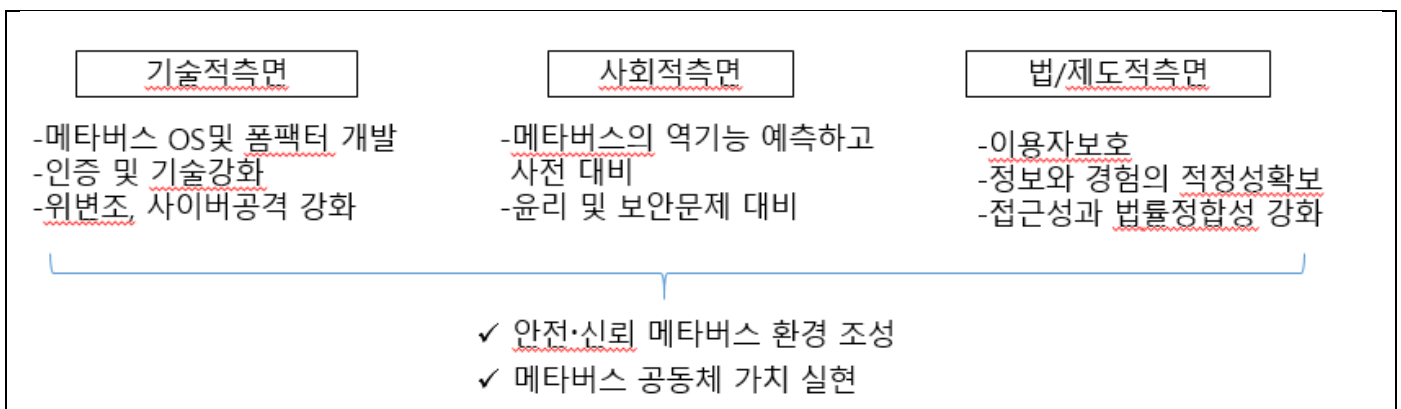 기술적측면
-메타버스 OS및 폼팩터 개발
-인증 및 기술강화
-위변조, 사이버공격 강화
사회적측면
-메타버스의 역기능 예측하고
사전 대비
-윤리 및 보안문제 대비
법/제도적측면
-이용자보호
-정보와 경험의 적정성확보
-접근성과 법률정합성 강화
✓ 안전·신뢰 메타버스 환경 조성
✓ 메타버스 공동체 가치 실현